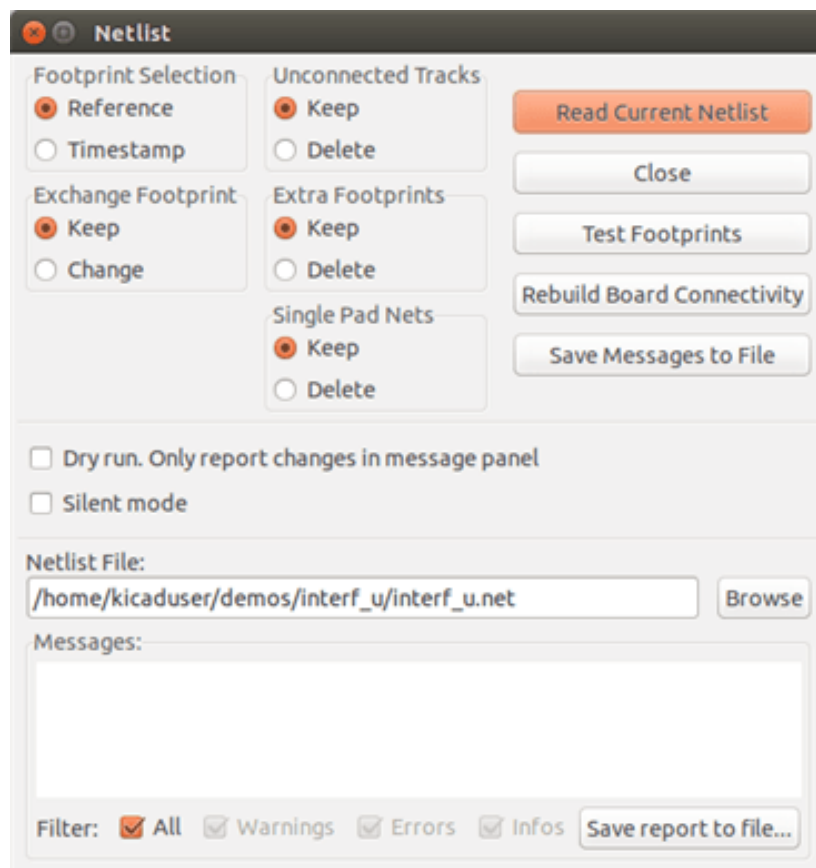 Netlist
Footprint Selection
Reference
Timestamp
Exchange Footprint
Keep
Change
Unconnected Tracks
Keep
Delete
Extra Footprints
Keep
Delete
Single Pad Nets
Keep
Delete
Read Current Netlist
Close
Test Footprints
Rebuild Board Connectivity
Save Messages to File
Dry run. Only report changes in message panel
Silent mode
Netlist File:
/home/kicaduser/demos/interf_u/interf_u.net Browse
Messages:
Filter: All Warnings Errors Infos Save report to file...